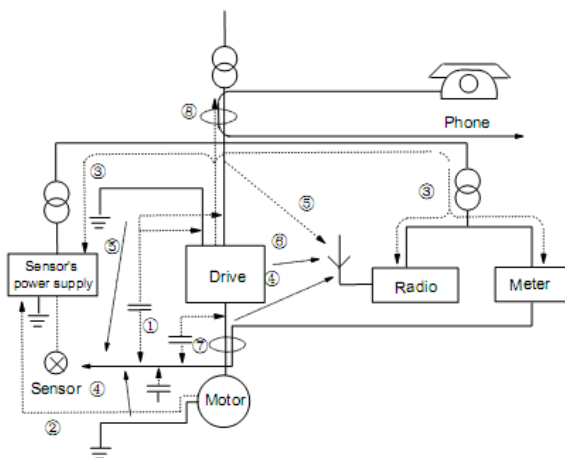 ⑧
Phone
③
③
⑤
⑤
⑥
Sensor's
power supply
Drive
④
Radio
Meter
①
⑦
Sensor
④
Motor
②